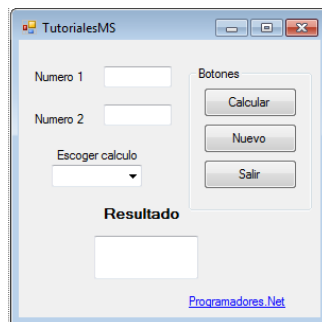 TutorialesMS
Numero 1
Numero 2
Escoger calculo
Botones
Calcular
Nuevo
Salir
Resultado
Programadores.Net